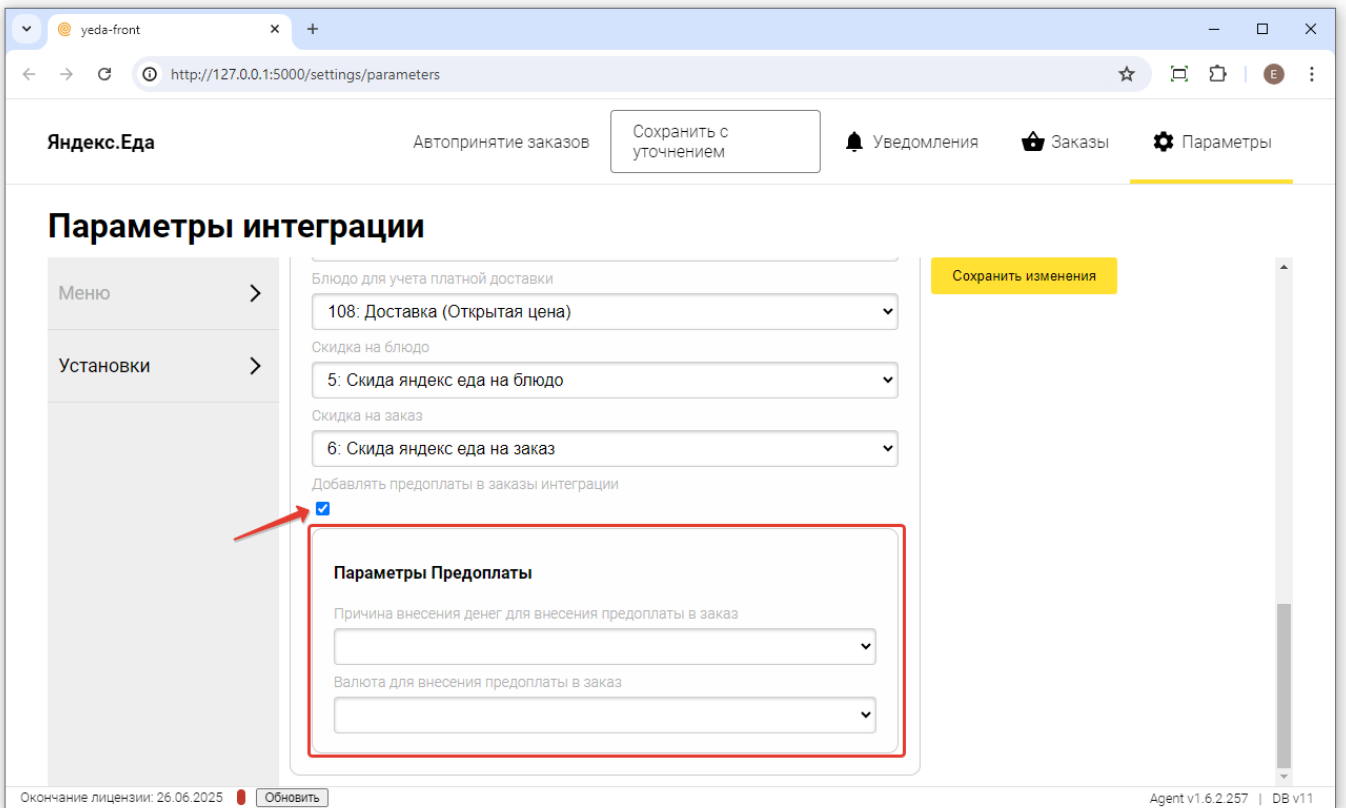 yeda-front
http://127.0.0.1:5000/settings/parameters
E
Яндекс.Еда
Автопринятие заказов
Сохранить с
уточнением
Уведомления
Заказы
Параметры
Параметры интеграции
Меню
Установки
Блюдо для учета платной доставки
108: Доставка (Открытая цена)
Скидка на блюдо
5: Скида яндекс еда на блюдо
Скидка на заказ
6: Скида яндекс еда на заказ
Добавлять предоплаты в заказы интеграции
Параметры Предоплаты
Причина внесения денег для внесения предоплаты в заказ
Валюта для внесения предоплаты в заказ
Сохранить изменения
Окончание лицензии: 26.06.2025
Обновить
Agent v1.6.2.257 | DB v11